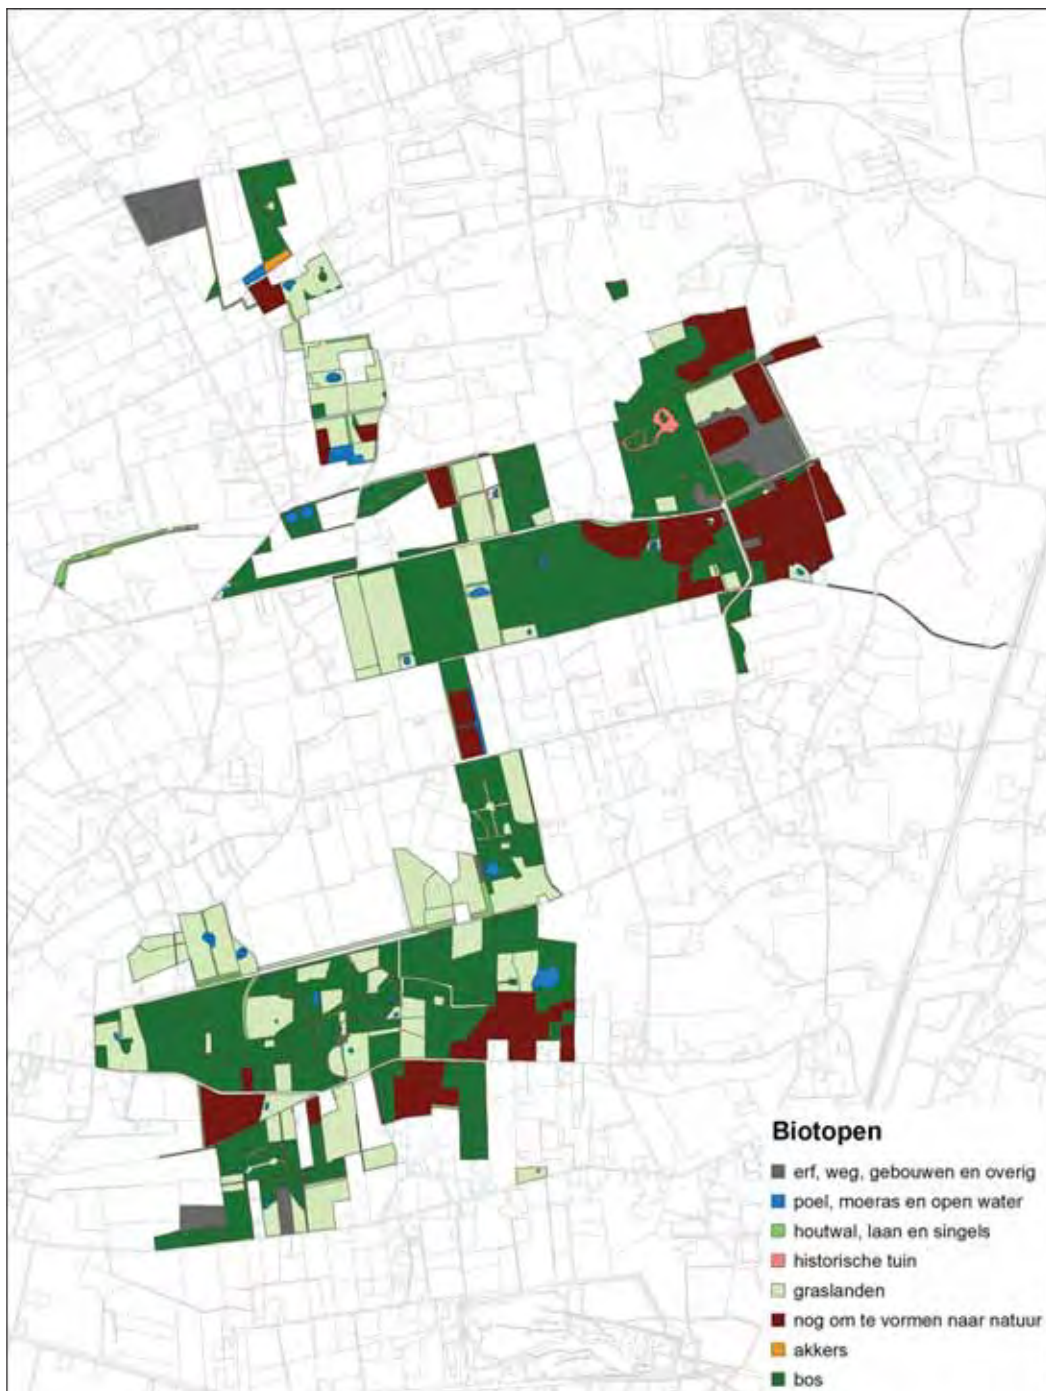 Biotopen
erf, weg, gebouwen en overig
poel, moeras en open water
houtwal, laan en singels
historische tuin
graslanden
nog om te vormen naar natuur
akkers
bos